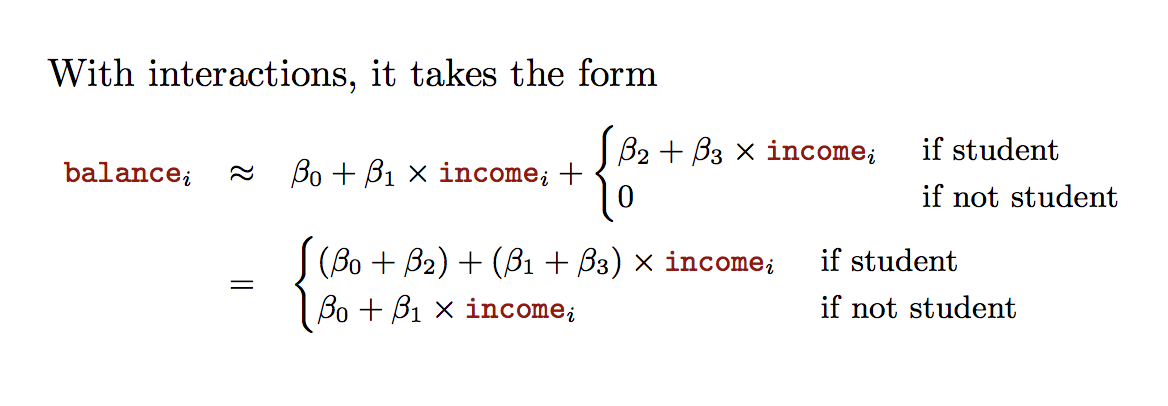 With interactions, it takes the form
balanceᵢ ≈ β₀ + β₁ × incomeᵢ + { β₂ + β₃ × incomeᵢ if student
0 if not student
= { (β₀ + β₂) + (β₁ + β₃) × incomeᵢ if student
β₀ + β₁ × incomeᵢ if not student